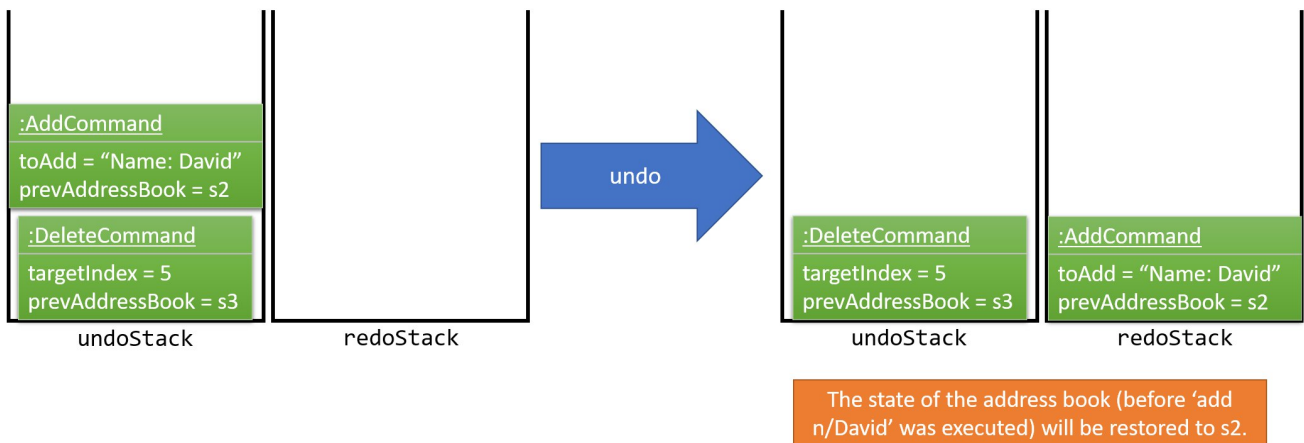 :AddCommand
toAdd = “Name: David”
prevAddressBook = s2
:DeleteCommand
targetIndex = 5
prevAddressBook = s3
undoStack
redoStack
undo
:DeleteCommand
targetIndex = 5
prevAddressBook = s3
:AddCommand
toAdd = “Name: David”
prevAddressBook = s2
undoStack
redoStack
The state of the address book (before ‘add
n/David’ was executed) will be restored to s2.